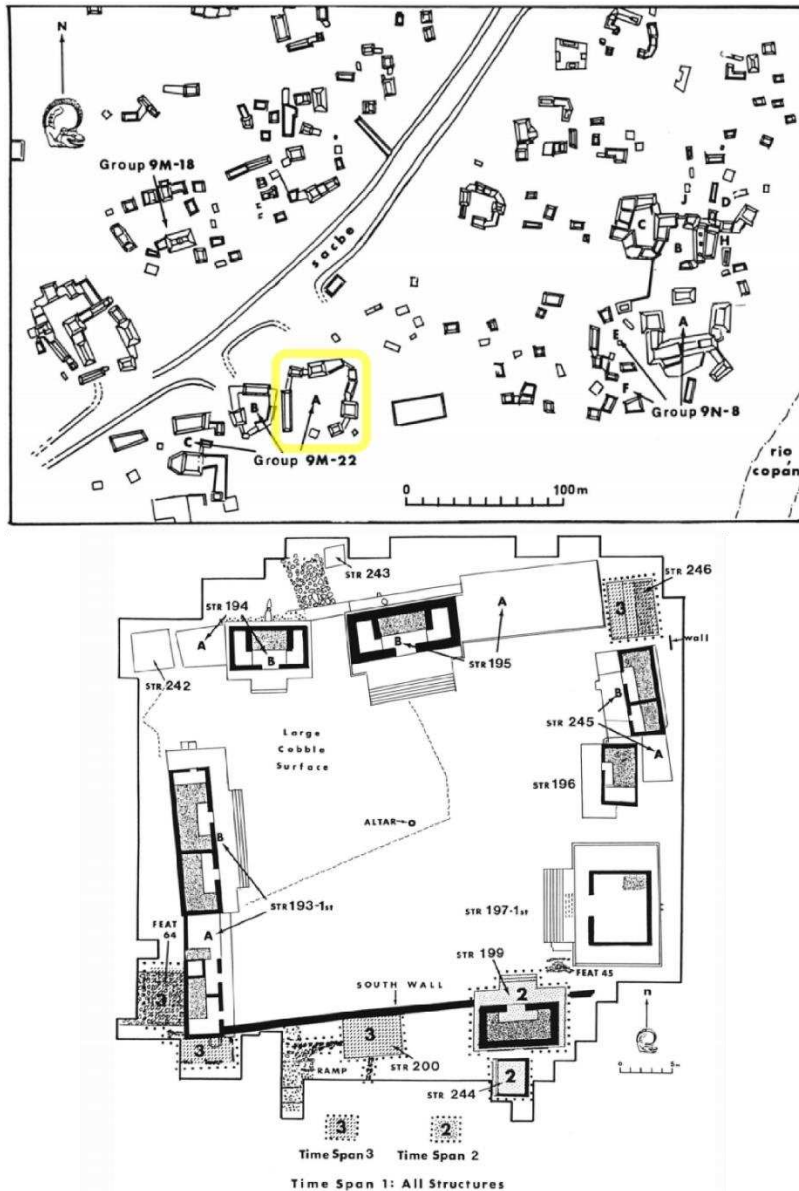 N
Group 9M-18
sacbe
J
D
C
B
H
A
E
F
Group 9N-8
A
B
C
Group 9M-22
rio
copán
0 100m
STR 243
STR 246
3
STR 194
A
A
B
B
STR 195
wall
STR 242
B
STR 245
A
Large
Cobble
Surface
STR 196
ALTAR
B
STR 193-1st
STR 197-1st
FEAT
64
A
STR 199
FEAT 45
SOUTH WALL
2
n
3
3
3
0 5m
RAMP
STR 200
2
STR 244
3 2
Time Span 3 Time Span 2
Time Span 1: All Structures